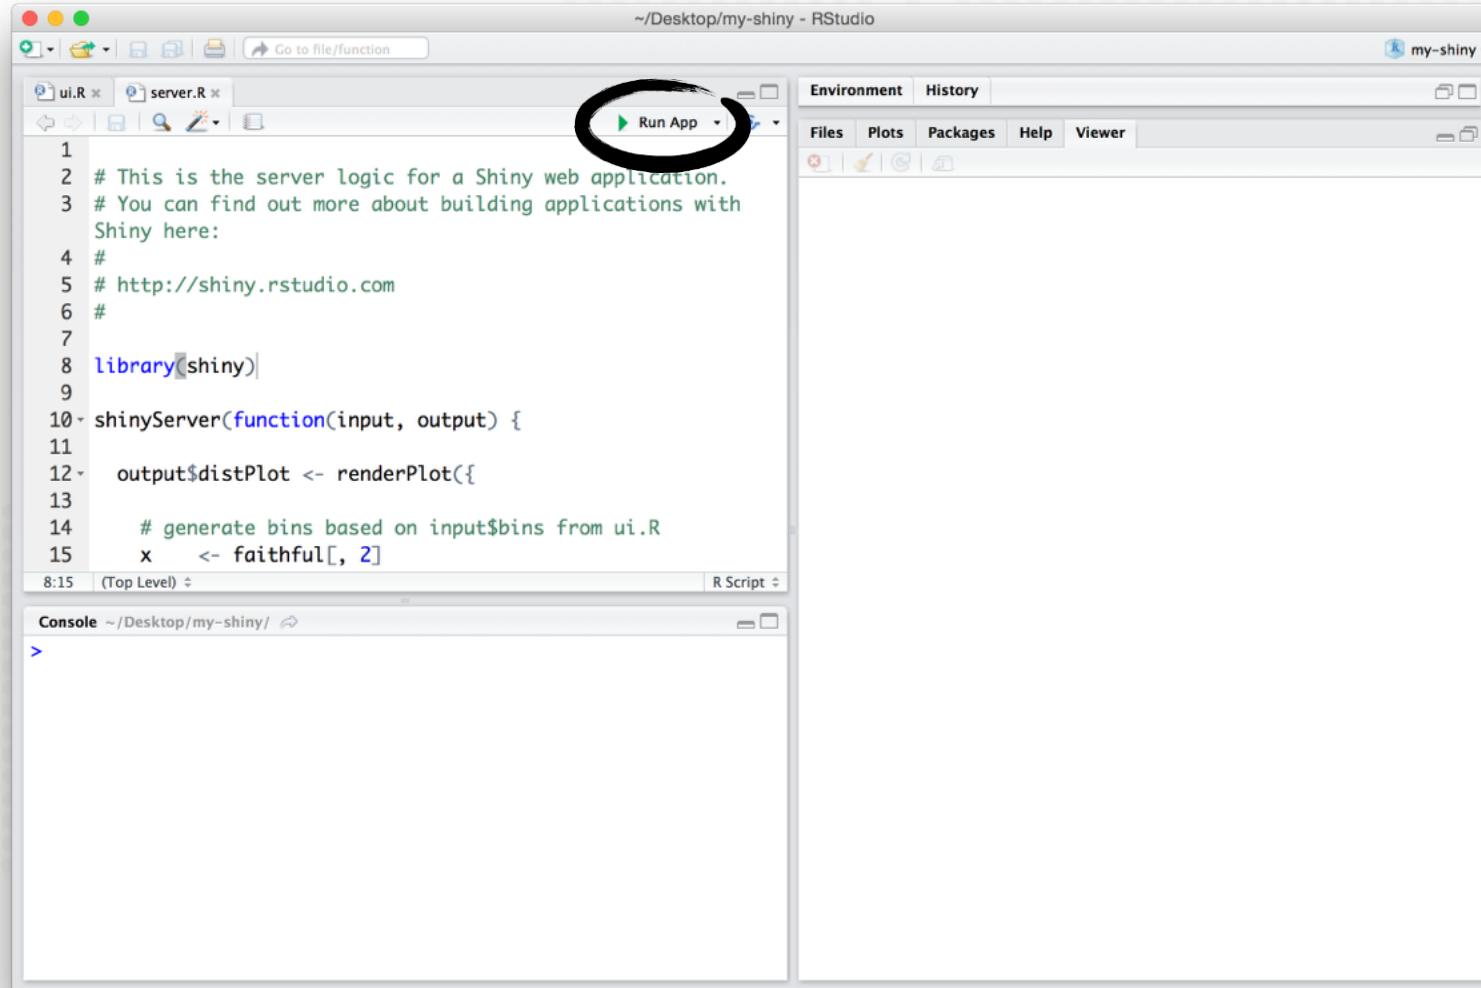 ~/Desktop/my-shiny - RStudio
Go to file/function
my-shiny
ui.R
server.R
Run App
1
2 # This is the server logic for a Shiny web application.
3 # You can find out more about building applications with
Shiny here:
4 #
5 # http://shiny.rstudio.com
6 #
7
8 library(shiny)
9
10 shinyServer(function(input, output) {
11
12 output$distPlot <- renderPlot({
13
14 # generate bins based on input$bins from ui.R
15 x    <- faithful[, 2]
8:15 (Top Level) R Script
Console ~/Desktop/my-shiny/
>
Environment History
Files Plots Packages Help Viewer